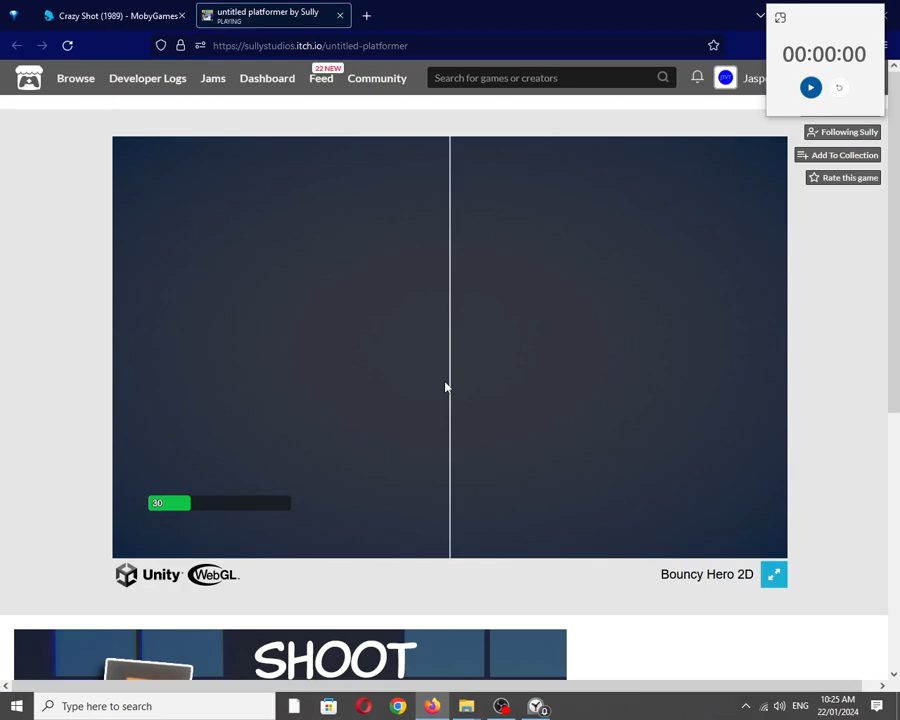 Crazy Shot (1989) - MobyGames
untitled platformer by Sully
PLAYING
https://sullystudios.itch.io/untitled-platformer
00:00:00
Browse
Developer Logs
Jams
Dashboard
22 NEW
Feed
Community
Search for games or creators
Jaspe
Following Sully
Add To Collection
Rate this game
30
Unity
WebGL
Bouncy Hero 2D
SHOOT
Type here to search
ENG
10:25 AM
22/01/2024